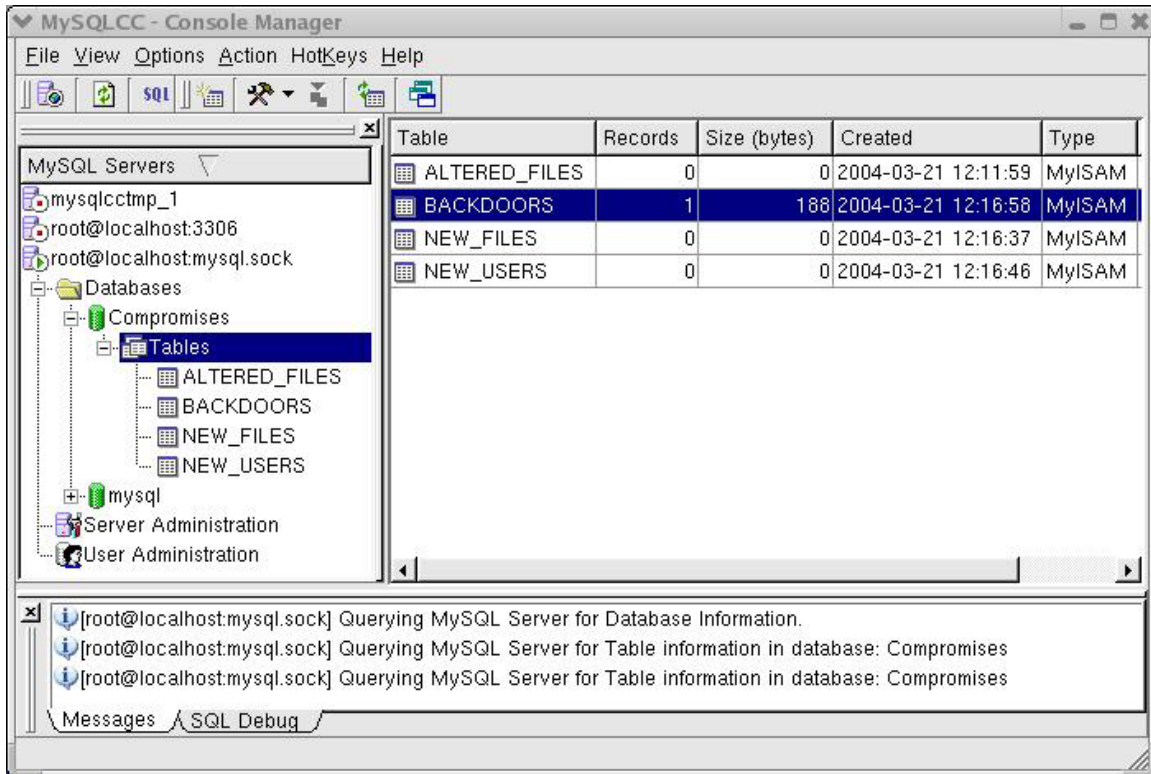 MySQLCC - Console Manager
File View Options Action HotKeys Help
SQL
MySQL Servers
mysqlcctmp_1
root@localhost:3306
root@localhost:mysql.sock
Databases
Compromises
Tables
ALTERED_FILES
BACKDOORS
NEW_FILES
NEW_USERS
mysql
Server Administration
User Administration
Table Records Size (bytes) Created Type
ALTERED_FILES 0 0 2004-03-21 12:11:59 MyISAM
BACKDOORS 1 188 2004-03-21 12:16:58 MyISAM
NEW_FILES 0 0 2004-03-21 12:16:37 MyISAM
NEW_USERS 0 0 2004-03-21 12:16:46 MyISAM
[root@localhost:mysql.sock] Querying MySQL Server for Database Information.
[root@localhost:mysql.sock] Querying MySQL Server for Table information in database: Compromises
[root@localhost:mysql.sock] Querying MySQL Server for Table information in database: Compromises
Messages SQL Debug